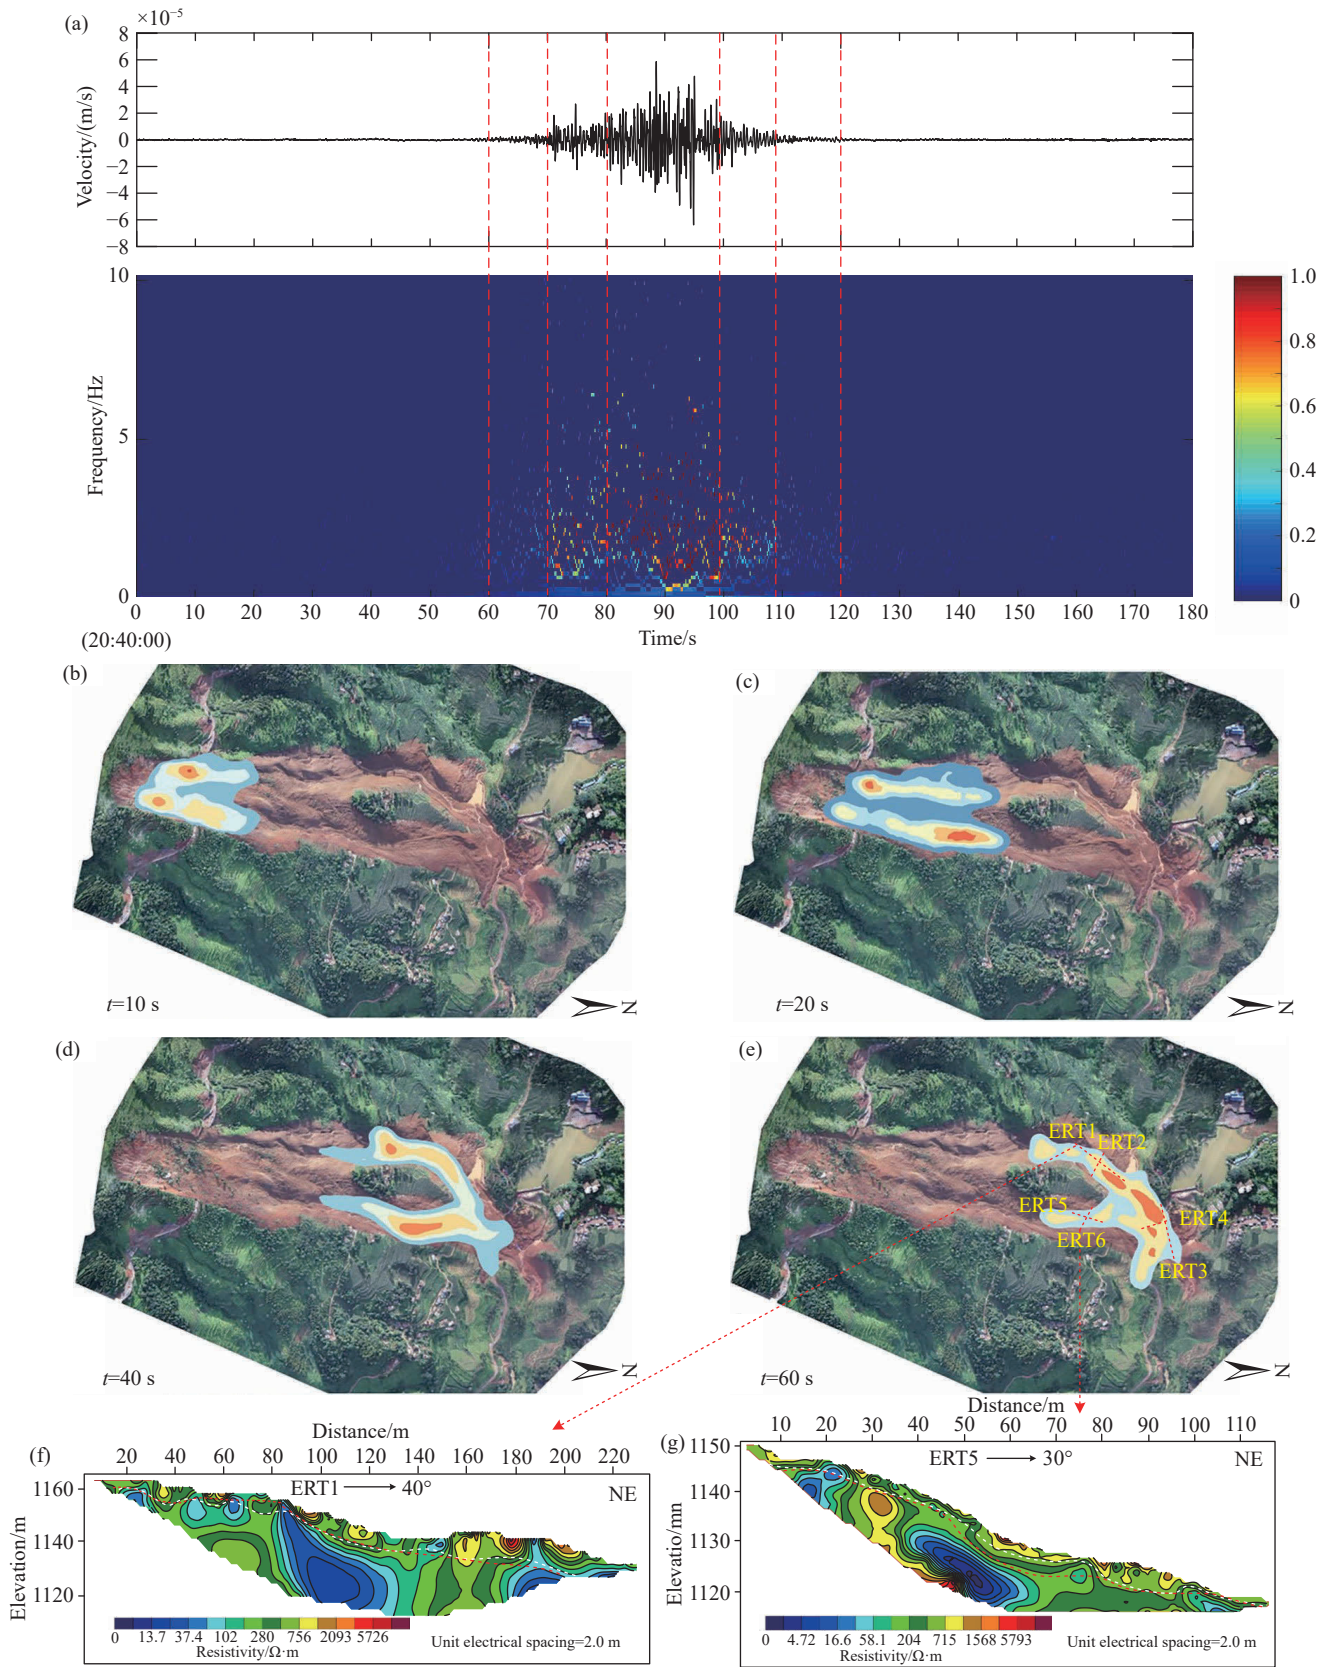 (a)
×10⁻⁵
8
6
4
2
0
−2
−4
−6
−8
Velocity/(m/s)
10
5
0
Frequency/Hz
1.0
0.8
0.6
0.4
0.2
0
0 10 20 30 40 50 60 70 80 90 100 110 120 130 140 150 160 170 180
(20:40:00)
Time/s
(b)
t=10 s
N
(c)
t=20 s
N
(d)
t=40 s
N
(e)
ERT1
ERT2
ERT5
ERT4
ERT6
ERT3
t=60 s
N
Distance/m
(f)
20 40 60 80 100 120 140 160 180 200 220
ERT1 → 40°
NE
1160
1140
1120
Elevation/m
0 13.7 37.4 102 280 756 2093 5726
Resistivity/Ω·m
Unit electrical spacing=2.0 m
Distance/m
(g)
10 20 30 40 50 60 70 80 90 100 110
ERT5 → 30°
NE
1150
1140
1130
1120
Elevatio/mn
0 4.72 16.6 58.1 204 715 1568 5793
Resistivity/Ω·m
Unit electrical spacing=2.0 m